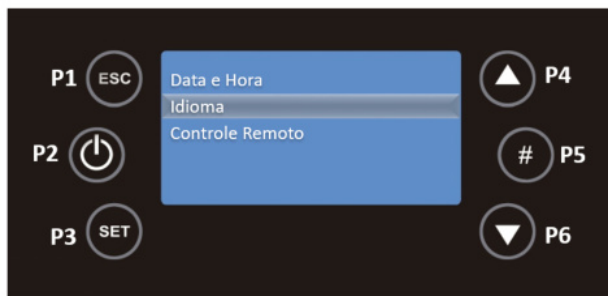 P1 ESC
Data e Hora
P4
Idioma
P2
# P5
Controle Remoto
P3 SET
P6